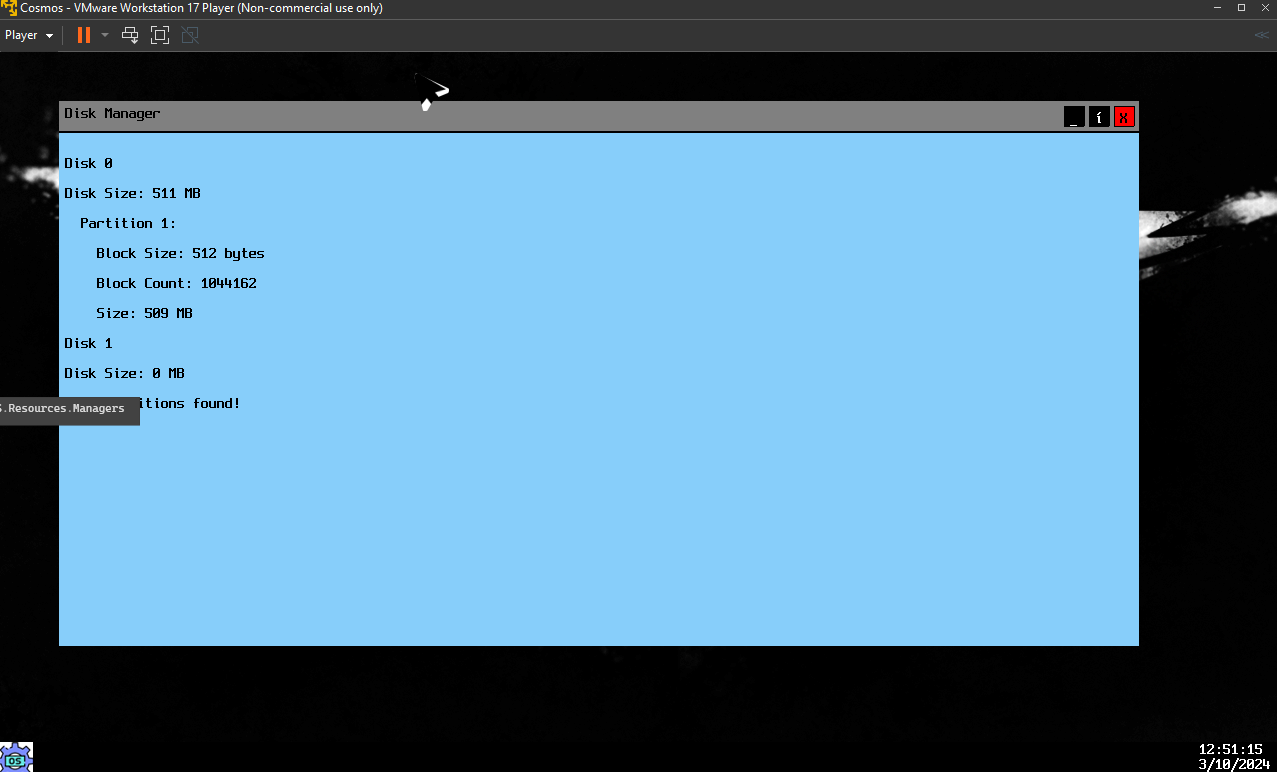 Cosmos - VMware Workstation 17 Player (Non-commercial use only)
Player
Disk Manager
_ í X
Disk 0
Disk Size: 511 MB
Partition 1:
Block Size: 512 bytes
Block Count: 1044162
Size: 509 MB
Disk 1
Disk Size: 0 MB
itions found!
.Resources.Managers
OS
12:51:15
3/10/2024